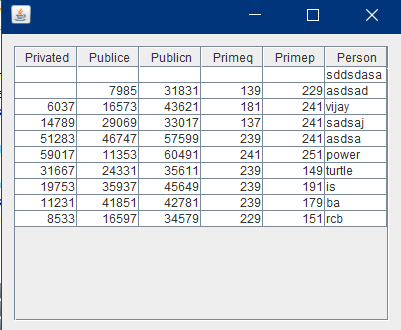 Privated Publice Publicn Primeq Primep Person
sddsdasa
7985 31831 139 229 asdsad
6037 16573 43621 181 241 vijay
14789 29069 33017 137 241 sadsaj
51283 46747 57599 239 241 asdsa
59017 11353 60491 241 251 power
31667 24331 35611 239 149 turtle
19753 35937 45649 239 191 is
11231 41851 42781 239 179 ba
8533 16597 34579 229 151 rcb